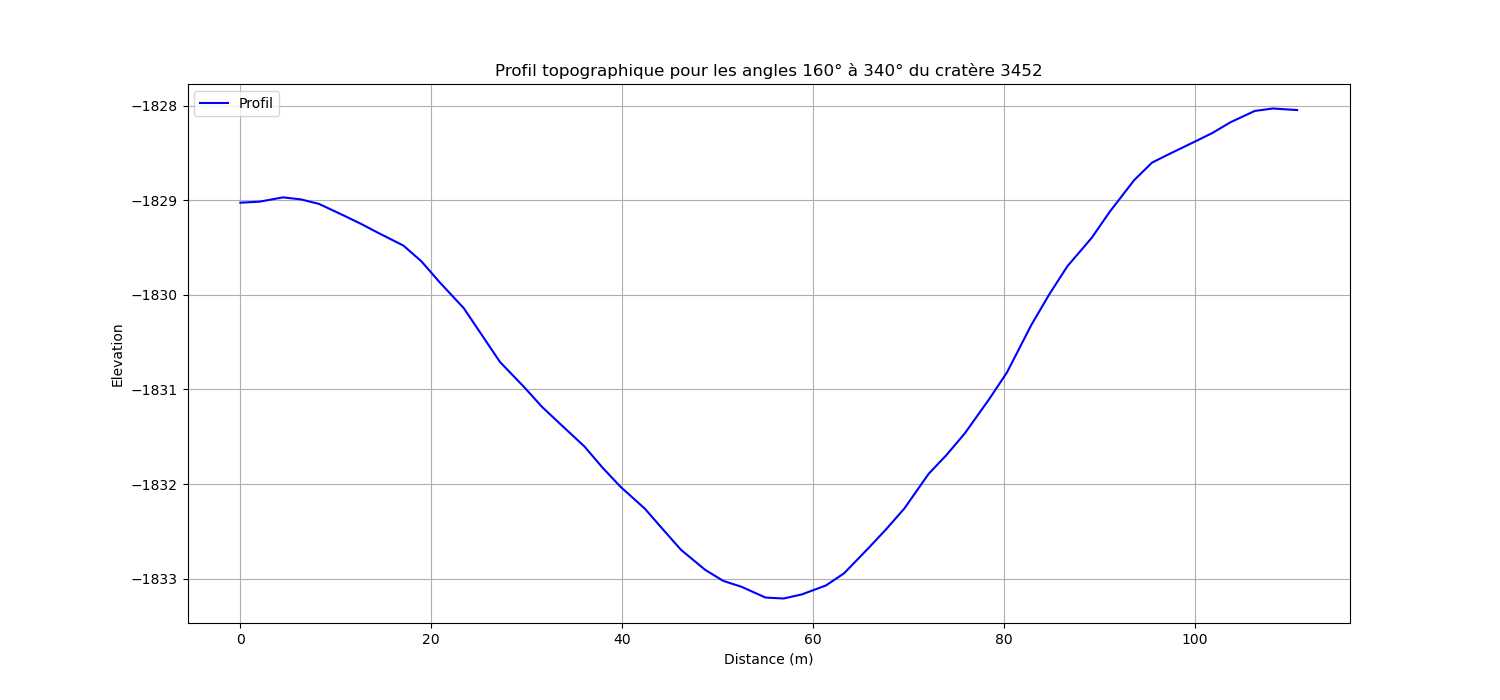 Profil topographique pour les angles 160° à 340° du cratère 3452
Profil
−1828
−1829
−1830
−1831
−1832
−1833
Elevation
0 20 40 60 80 100
Distance (m)